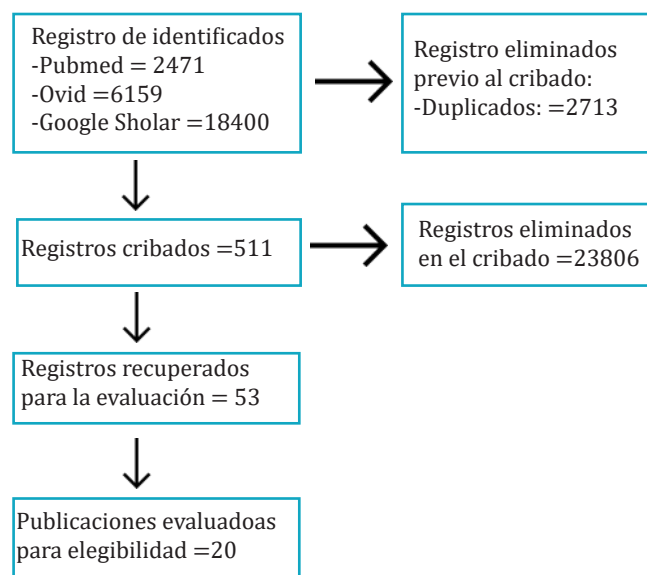 Registro de identificados
-Pubmed = 2471
-Ovid =6159
-Google Sholar =18400
Registro eliminados
previo al cribado:
-Duplicados: =2713
Registros cribados =511
Registros eliminados
en el cribado =23806
Registros recuperados
para la evaluación = 53
Publicaciones evaluadoas
para elegibilidad =20